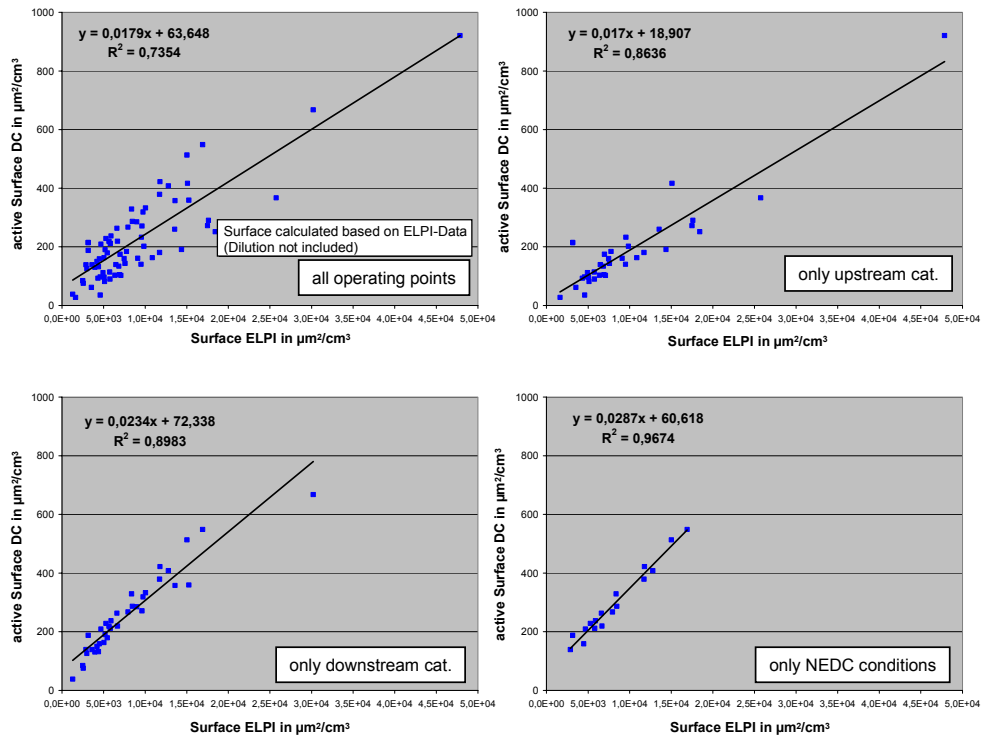 1000
800
600
400
200
0
active Surface DC in µm²/cm³
y = 0,0179x + 63,648
R² = 0,7354
Surface calculated based on ELPI-Data
(Dilution not included)
all operating points
0,0E+00 5,0E+03 1,0E+04 1,5E+04 2,0E+04 2,5E+04 3,0E+04 3,5E+04 4,0E+04 4,5E+04 5,0E+04
Surface ELPI in µm²/cm³
1000
800
600
400
200
0
active Surface DC in µm²/cm³
y = 0,017x + 18,907
R² = 0,8636
only upstream cat.
0,0E+00 5,0E+03 1,0E+04 1,5E+04 2,0E+04 2,5E+04 3,0E+04 3,5E+04 4,0E+04 4,5E+04 5,0E+04
Surface ELPI in µm²/cm³
1000
800
600
400
200
0
active Surface DC in µm²/cm³
y = 0,0234x + 72,338
R² = 0,8983
only downstream cat.
0,0E+00 5,0E+03 1,0E+04 1,5E+04 2,0E+04 2,5E+04 3,0E+04 3,5E+04 4,0E+04 4,5E+04 5,0E+04
Surface ELPI in µm²/cm³
1000
800
600
400
200
0
active Surface DC in µm²/cm³
y = 0,0287x + 60,618
R² = 0,9674
only NEDC conditions
0,0E+00 5,0E+03 1,0E+04 1,5E+04 2,0E+04 2,5E+04 3,0E+04 3,5E+04 4,0E+04 4,5E+04 5,0E+04
Surface ELPI in µm²/cm³